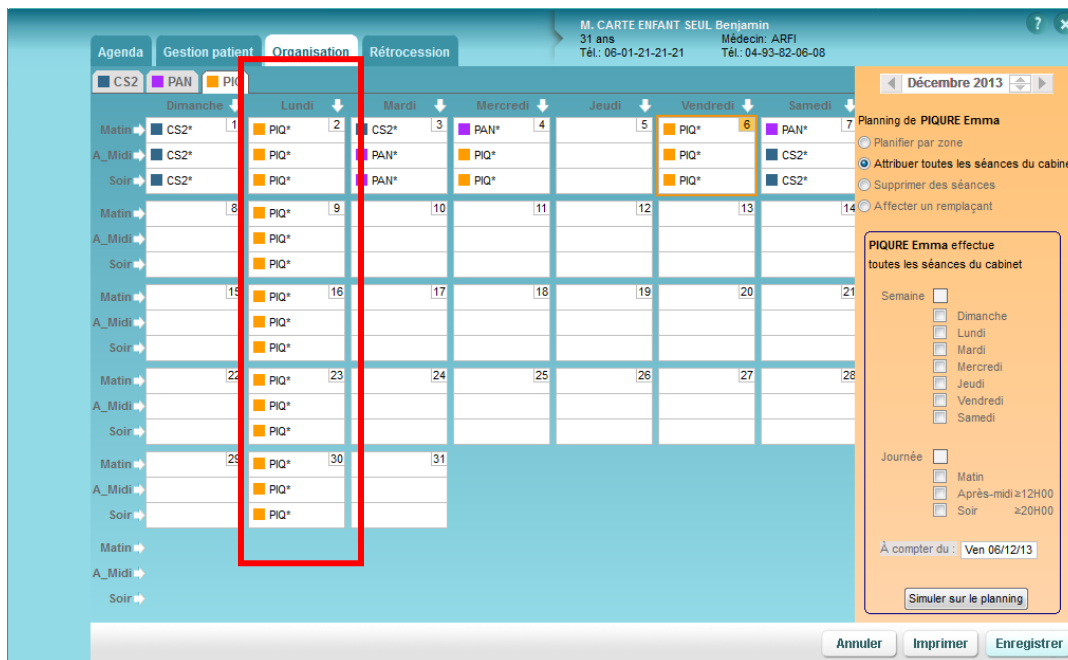 M. CARTE ENFANT SEUL Benjamin
31 ans Médecin: ARFI
Tél.: 06-01-21-21-21 Tél.: 04-93-82-06-08
?
Agenda Gestion patient Organisation Rétrocession
CS2 PAN PIQ
Décembre 2013
Dimanche Lundi Mardi Mercredi Jeudi Vendredi Samedi
Matin CS2* 1 PIQ* 2 CS2* 3 PAN* 4 5 PIQ* 6 PAN* 7
A_Midi CS2* PIQ* PAN* PIQ* PIQ* CS2*
Soir CS2* PIQ* PAN* PIQ* PIQ* CS2*
Matin 8 PIQ* 9 10 11 12 13 14
A_Midi PIQ*
Soir PIQ*
Matin 15 PIQ* 16 17 18 19 20 21
A_Midi PIQ*
Soir PIQ*
Matin 22 PIQ* 23 24 25 26 27 28
A_Midi PIQ*
Soir PIQ*
Matin 29 PIQ* 30 31
A_Midi PIQ*
Soir PIQ*
Matin
A_Midi
Soir
Planning de PIQURE Emma
Planifier par zone
Attribuer toutes les séances du cabine
Supprimer des séances
Affecter un remplaçant
PIQURE Emma effectue
toutes les séances du cabinet
Semaine
Dimanche
Lundi
Mardi
Mercredi
Jeudi
Vendredi
Samedi
Journée
Matin
Après-midi ≥12H00
Soir ≥20H00
À compter du : Ven 06/12/13
Simuler sur le planning
Annuler Imprimer Enregistrer